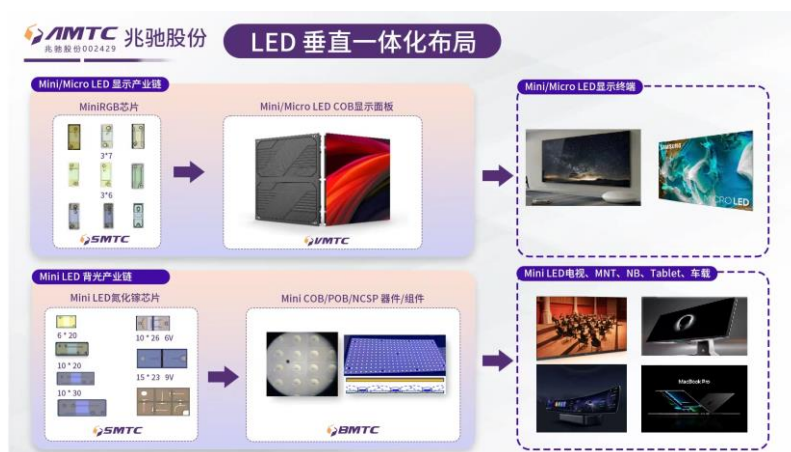 AMTC 兆驰股份
兆驰股份002429
LED 垂直一体化布局
Mini/Micro LED 显示产业链
MiniRGB芯片
3*7
3*6
SMTC
Mini/Micro LED COB显示面板
VMTC
Mini/Micro LED显示终端
SAMSUNG
CRO LED
Mini LED 背光产业链
Mini LED氮化镓芯片
6 * 20
10 * 26 6V
10 * 20
15 * 23 9V
10 * 30
SMTC
Mini COB/POB/NCSP 器件/组件
BMTC
Mini LED电视、MNT、NB、Tablet、车载
MacBook Pro